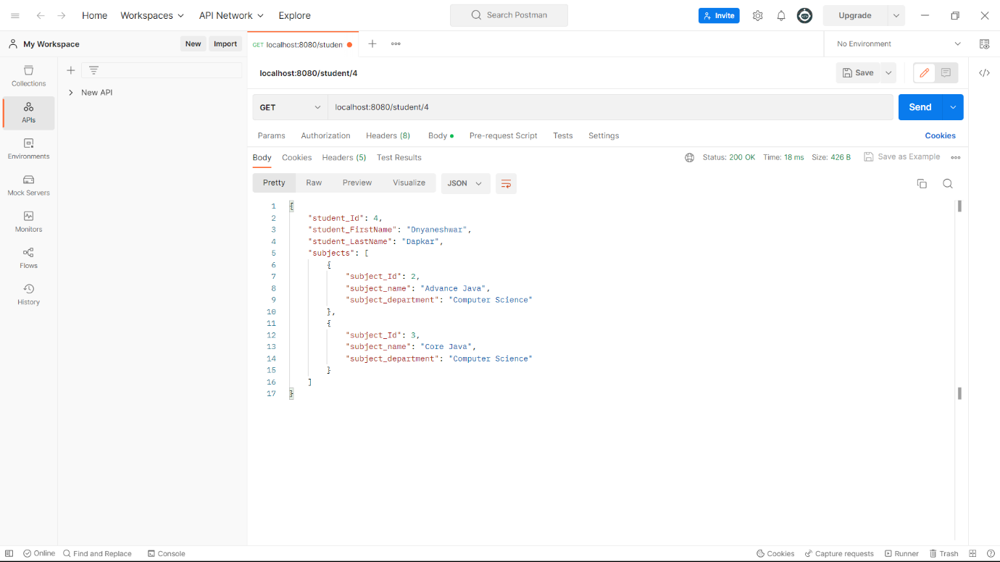 Home Workspaces API Network Explore Search Postman Invite Upgrade
My Workspace New Import GET localhost:8080/studen No Environment
Collections
APIs
Environments
Mock Servers
Monitors
Flows
History
New API
localhost:8080/student/4 Save
GET localhost:8080/student/4 Send
Params Authorization Headers (8) Body Pre-request Script Tests Settings Cookies
Body Cookies Headers (5) Test Results Status: 200 OK Time: 18 ms Size: 426 B Save as Example
Pretty Raw Preview Visualize JSON
1 {
2 "student_Id": 4,
3 "student_FirstName": "Dnyaneshwar",
4 "student_LastName": "Dapkar",
5 "subjects": [
6 {
7 "subject_Id": 2,
8 "subject_name": "Advance Java",
9 "subject_department": "Computer Science"
10 },
11 {
12 "subject_Id": 3,
13 "subject_name": "Core Java",
14 "subject_department": "Computer Science"
15 }
16 ]
17 }
Online Find and Replace Console Cookies Capture requests Runner Trash